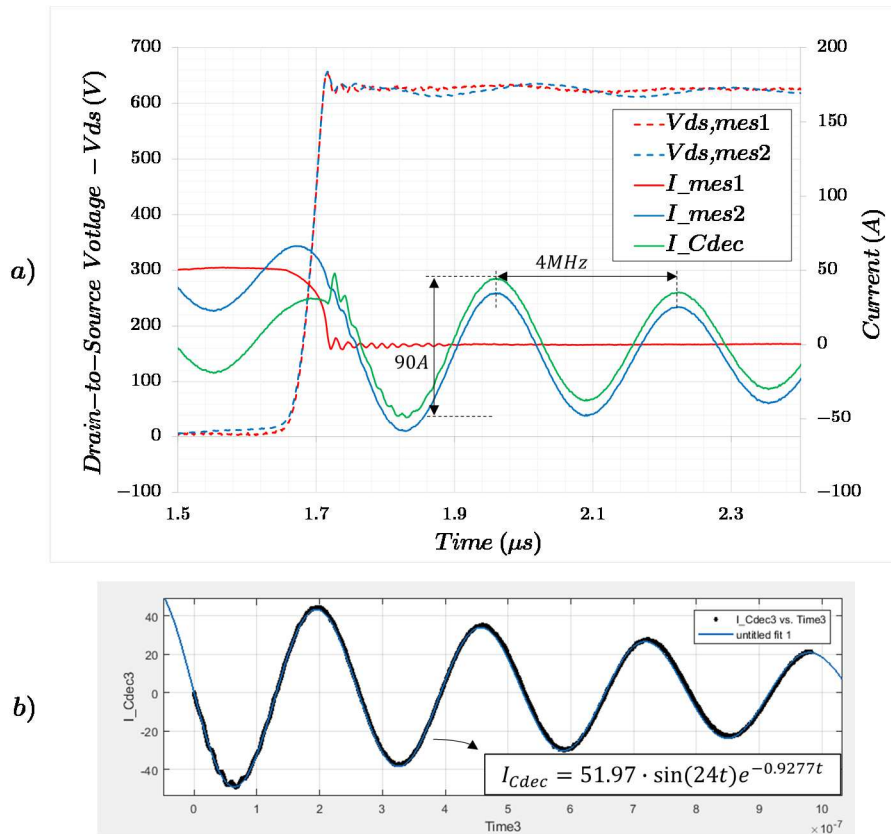 a)
Drain-to-Source Votlage - Vds (V)
700
600
500
400
300
200
100
0
-100
200
150
100
50
0
-50
-100
Current (A)
Vds,mes1
Vds,mes2
I_mes1
I_mes2
I_Cdec
4MHz
90A
1.5 1.7 1.9 2.1 2.3
Time (μs)
b)
I_Cdec3
40
20
0
-20
-40
I_Cdec3 vs. Time3
untitled fit 1
I_{Cdec} = 51.97 · sin(24t)e^{-0.9277t}
0 1 2 3 4 5 6 7 8 9 10
Time3
×10^{-7}